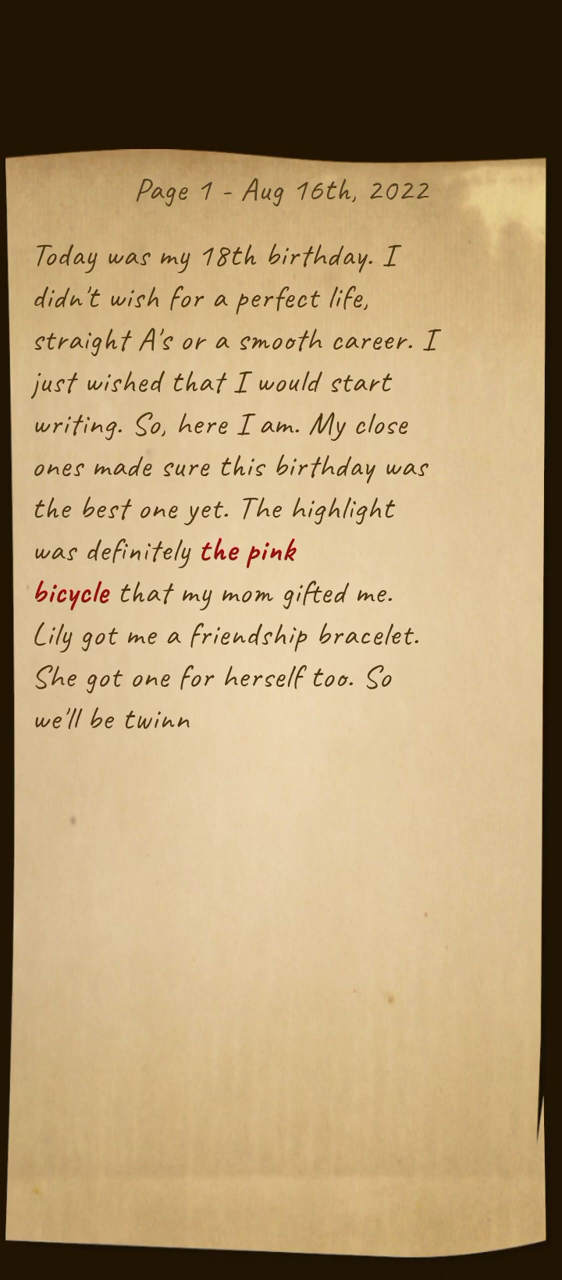 Page 1 - Aug 16th, 2022
Today was my 18th birthday. I
didn't wish for a perfect life,
straight A's or a smooth career. I
just wished that I would start
writing. So, here I am. My close
ones made sure this birthday was
the best one yet. The highlight
was definitely the pink
bicycle that my mom gifted me.
Lily got me a friendship bracelet.
She got one for herself too. So
we'll be twinn